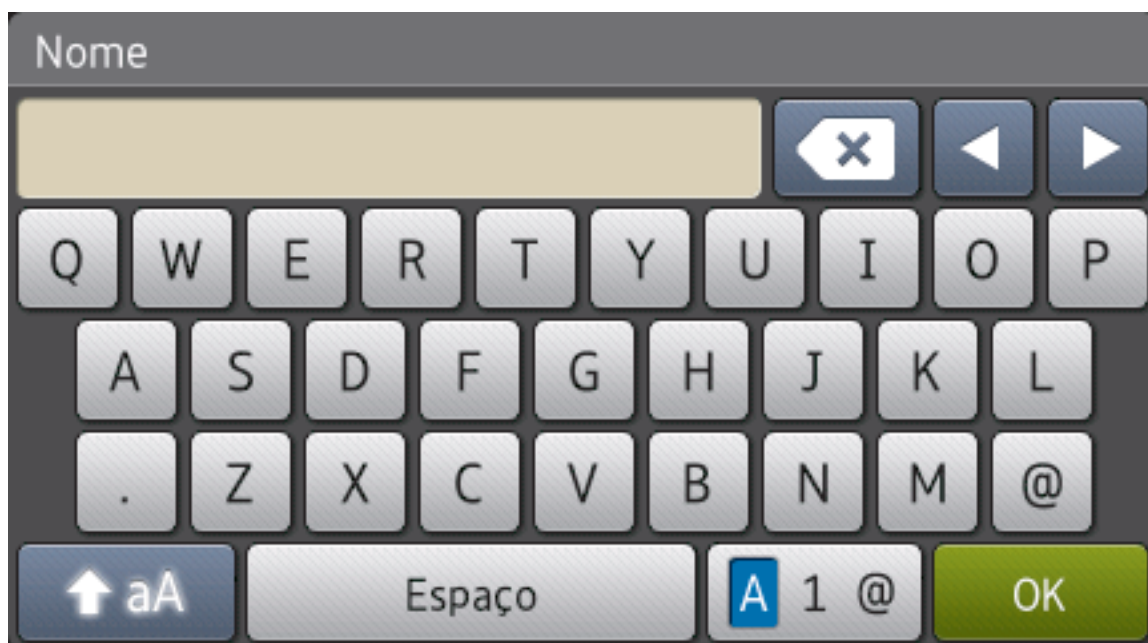 Nome
Q W E R T Y U I O P
A S D F G H J K L
. Z X C V B N M @
aA Espaço A 1 @ OK